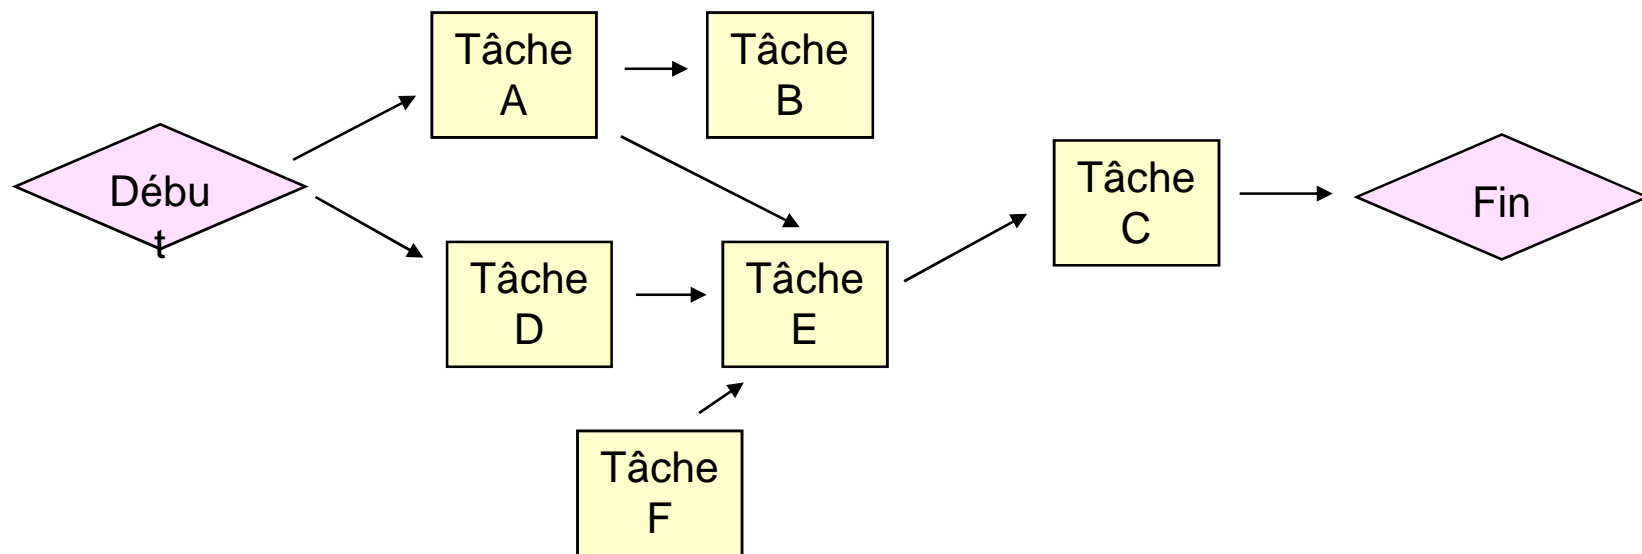 Tâche
A
Tâche
B
Débu
t
Tâche
C
Fin
Tâche
D
Tâche
E
Tâche
F